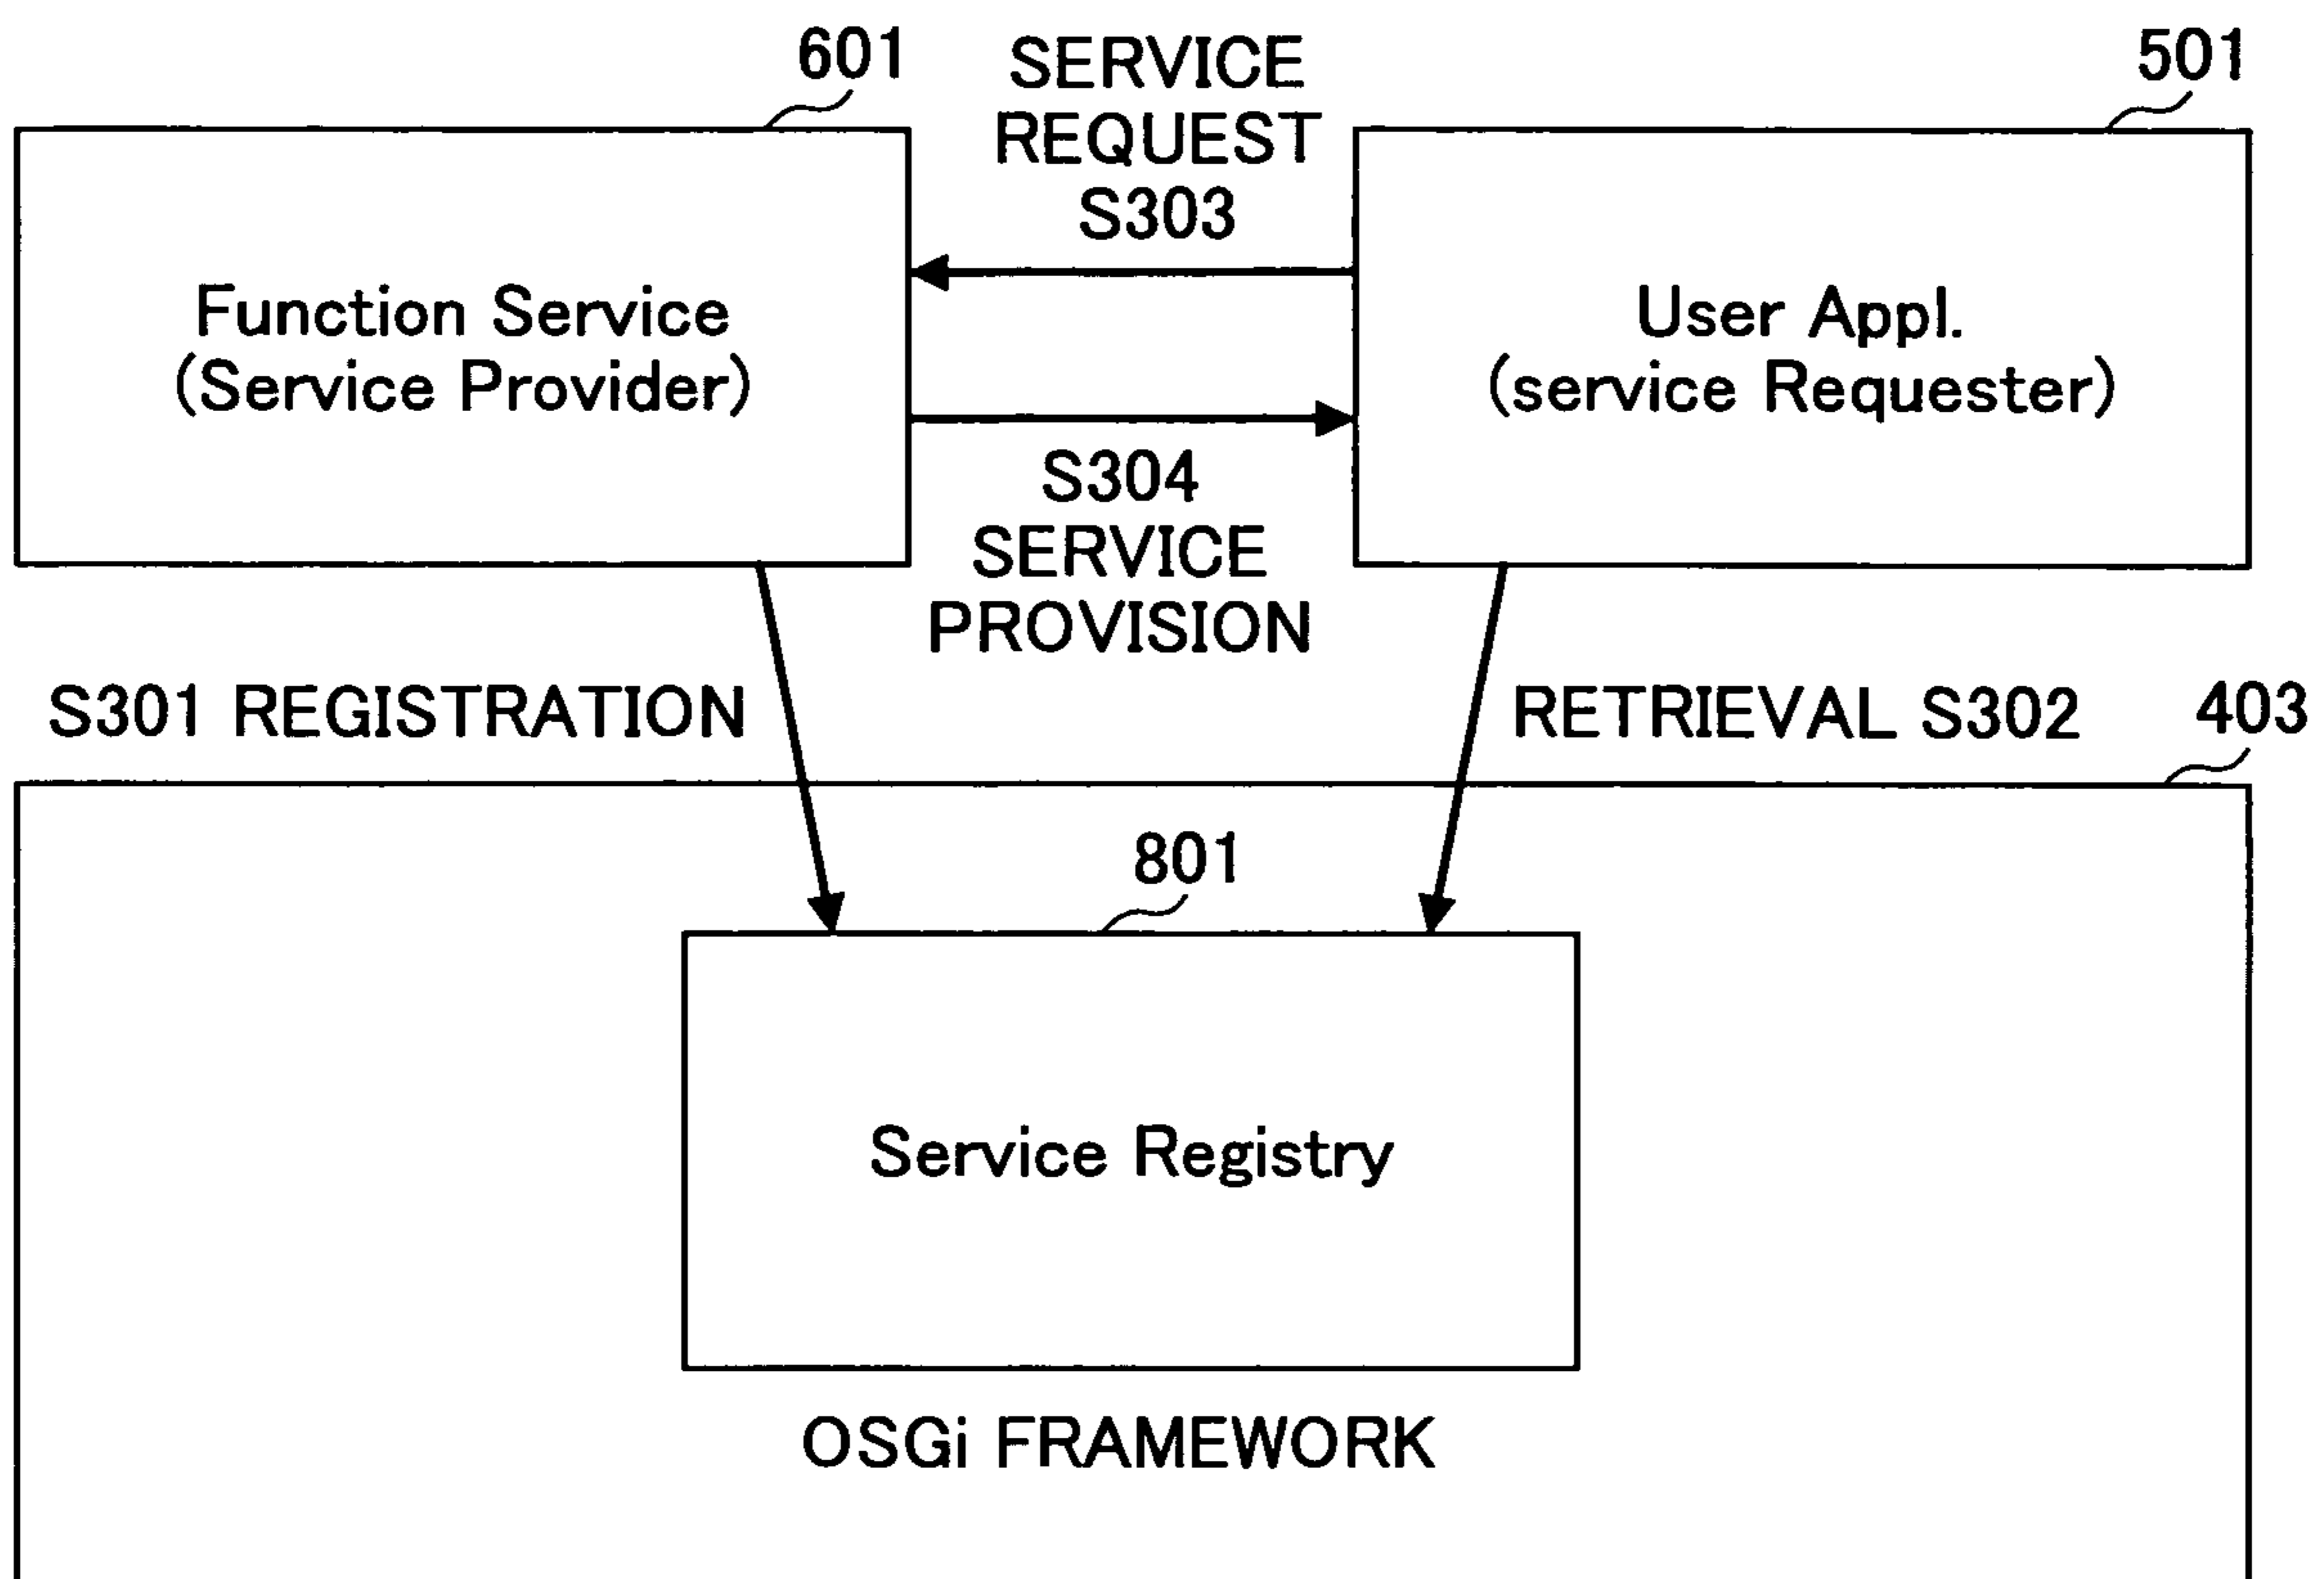 601
SERVICE
REQUEST
S303
501
Function Service
(Service Provider)
User Appl.
(service Requester)
S304
SERVICE
PROVISION
S301 REGISTRATION
RETRIEVAL S302
403
801
Service Registry
OSGi FRAMEWORK